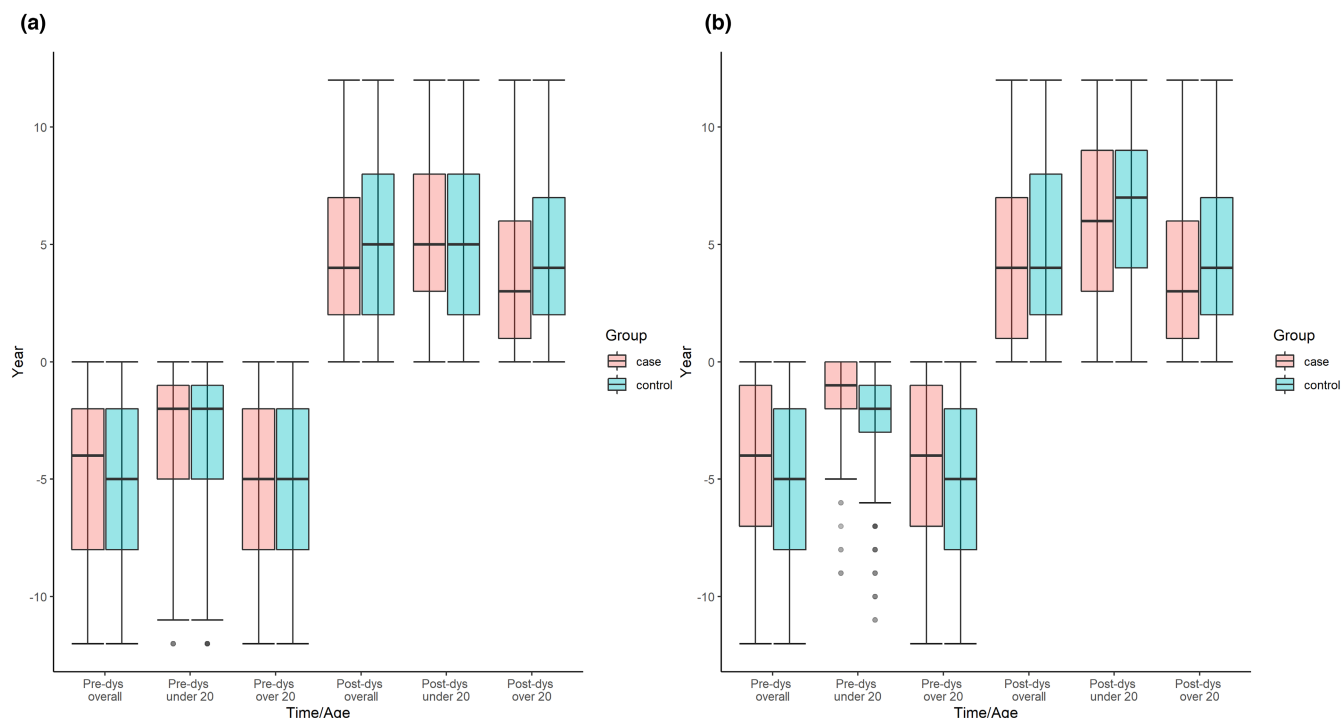 (a)
10
5
0
-5
-10
Year
Pre-dys
overall
Pre-dys
under 20
Pre-dys
over 20
Post-dys
overall
Post-dys
under 20
Post-dys
over 20
Time/Age
Group
case
control
(b)
10
5
0
-5
-10
Year
Pre-dys
overall
Pre-dys
under 20
Pre-dys
over 20
Post-dys
overall
Post-dys
under 20
Post-dys
over 20
Time/Age
Group
case
control